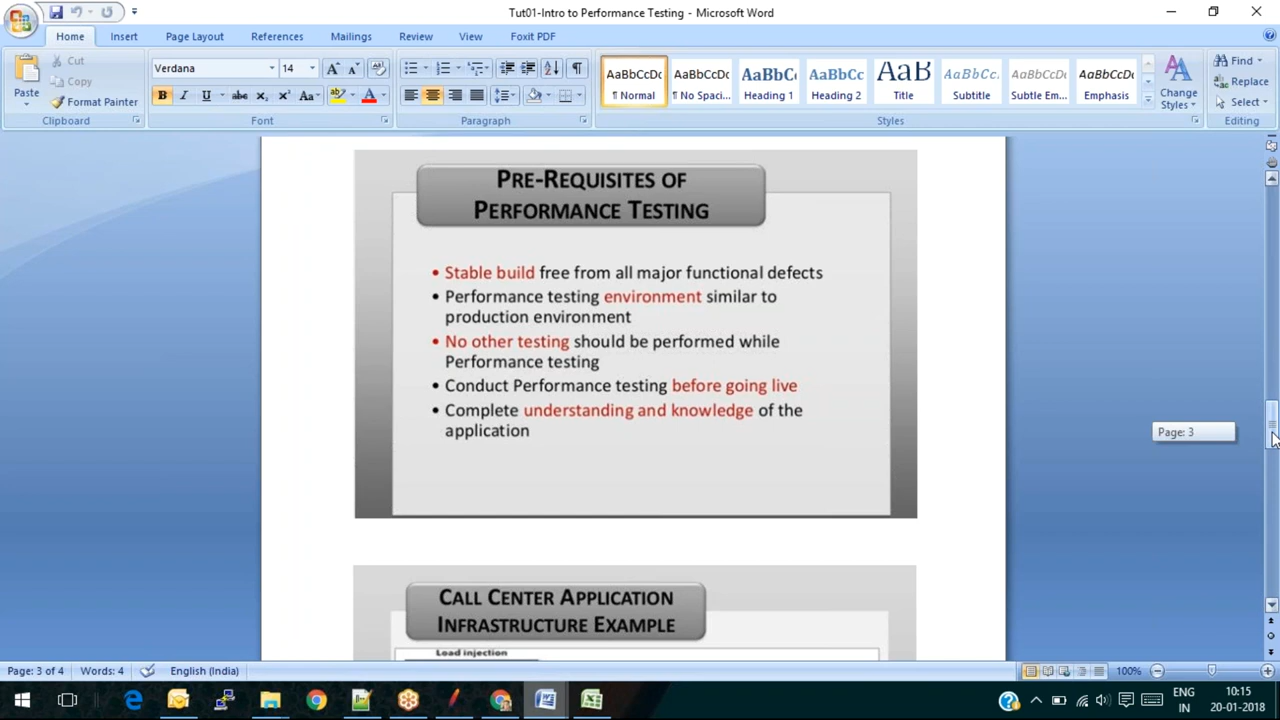 Tut01-Intro to Performance Testing - Microsoft Word
Home Insert Page Layout References Mailings Review View Foxit PDF
Paste
Cut
Copy
Format Painter
Clipboard
Verdana 14
B I U abc X₂ X² Aa
Font
Paragraph
AaBbCcDc AaBbCcDc AaBbC AaBbCc AaB AaBbCc. AaBbCcDc AaBbCcDc
¶ Normal ¶ No Spaci... Heading 1 Heading 2 Title Subtitle Subtle Em... Emphasis
Change Styles
Styles
Find
Replace
Select
Editing
PRE-REQUISITES OF
PERFORMANCE TESTING
• Stable build free from all major functional defects
• Performance testing environment similar to
production environment
• No other testing should be performed while
Performance testing
• Conduct Performance testing before going live
• Complete understanding and knowledge of the
application
Page: 3
CALL CENTER APPLICATION
INFRASTRUCTURE EXAMPLE
Load injection
Page: 3 of 4 Words: 4 English (India) 100%
ENG
IN
10:15
20-01-2018